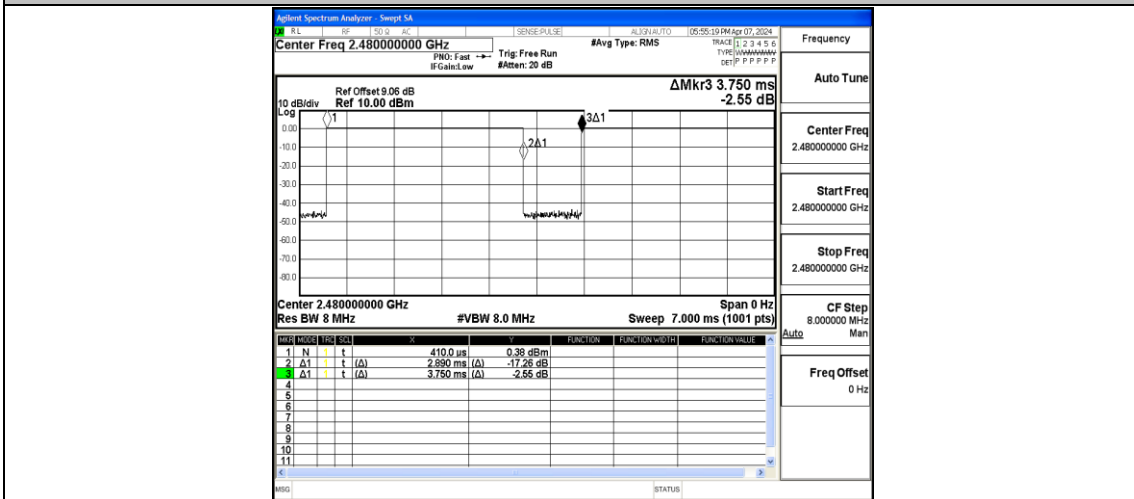 Agilent Spectrum Analyzer - Swept SA
RL RF 50 Ω AC SENSE:PULSE ALIGNAUTO 05:55:19 PM Apr 07, 2024
Center Freq 2.480000000 GHz #Avg Type: RMS TRACE 1 2 3 4 5 6
PNO: Fast Trig: Free Run TYPE
IFGain:Low #Atten: 20 dB DET P P P P P P
Frequency
ΔMkr3 3.750 ms
-2.55 dB
Ref Offset 9.06 dB
10 dB/div Ref 10.00 dBm
Log
1
2Δ1
3Δ1
0.00
-10.0
-20.0
-30.0
-40.0
-50.0
-60.0
-70.0
-80.0
Center 2.480000000 GHz Span 0 Hz
Res BW 8 MHz #VBW 8.0 MHz Sweep 7.000 ms (1001 pts)
MKR MODE TRC SCL X Y FUNCTION FUNCTION WIDTH FUNCTION VALUE
1 N 1 t 410.0 µs 0.38 dBm
2 Δ1 1 t (Δ) 2.890 ms (Δ) -17.26 dB
3 Δ1 1 t (Δ) 3.750 ms (Δ) -2.55 dB
4
5
6
7
8
9
10
11
MSG STATUS
Auto Tune
Center Freq
2.480000000 GHz
Start Freq
2.480000000 GHz
Stop Freq
2.480000000 GHz
CF Step
8.000000 MHz
Auto Man
Freq Offset
0 Hz